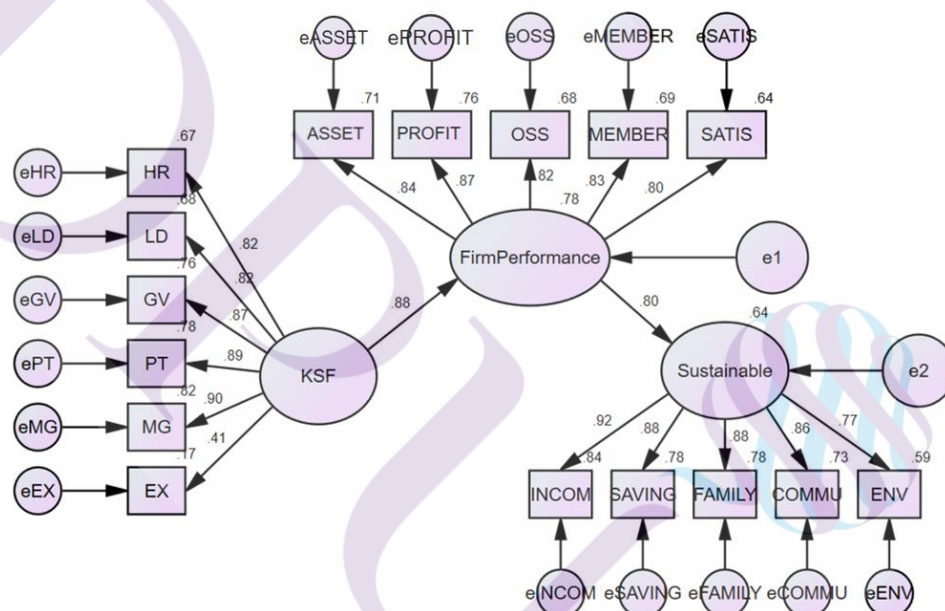 eASSET ePROFIT eOSS eMEMBER eSATIS
.71 .76 .68 .69 .64
ASSET PROFIT OSS MEMBER SATIS
.84 .87 .82 .83 .80
.78
FirmPerformance
e1
.67
eHR HR
.68
eLD LD
.76
eGV GV
.78
ePT PT
.82
eMG MG
.17
eEX EX
.82
.82
.87
.89
.90
.41
KSF
.88
.80
.64
Sustainable
e2
.92 .88 .88 .86 .77
.84 .78 .78 .73 .59
INCOM SAVING FAMILY COMMU ENV
eINCOM eSAVING eFAMILY eCOMMU eENV